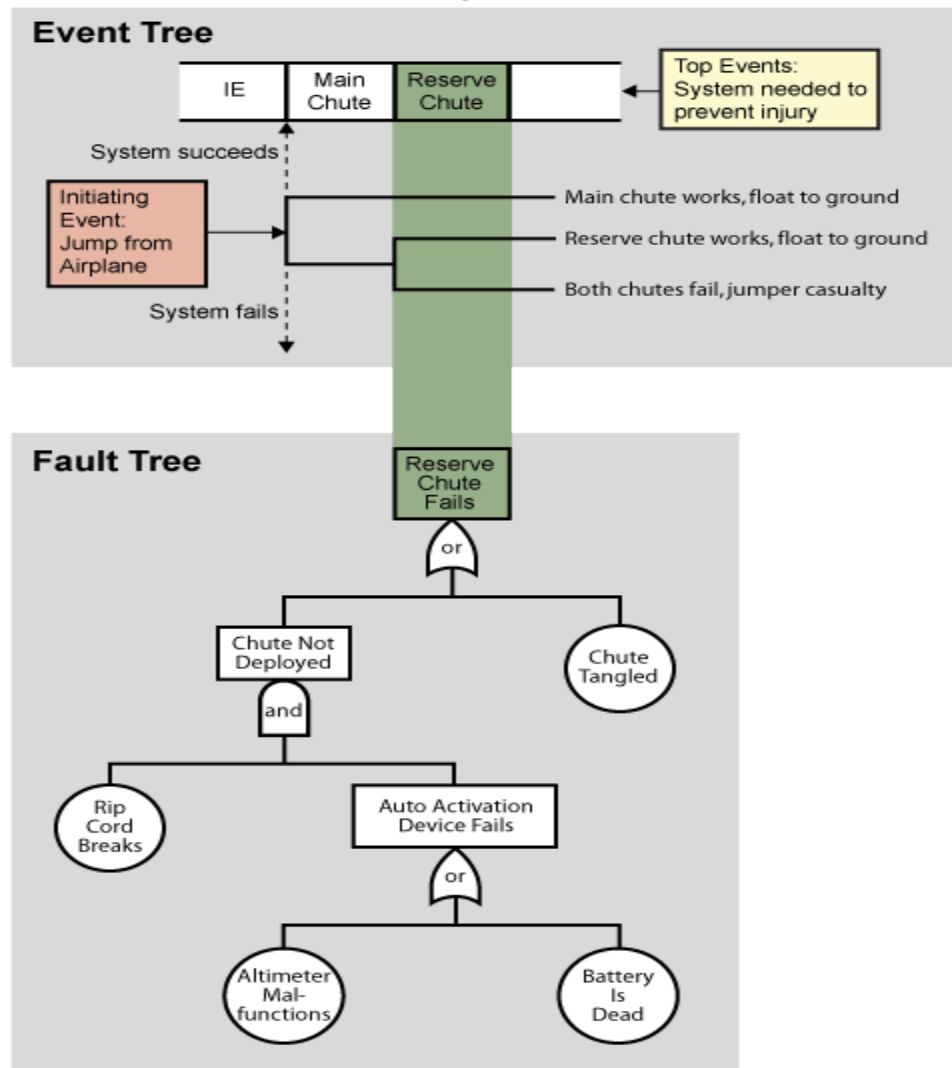 Event Tree
IE
Main
Chute
Reserve
Chute
Top Events:
System needed to
prevent injury
System succeeds
Initiating
Event:
Jump from
Airplane
Main chute works, float to ground
Reserve chute works, float to ground
Both chutes fail, jumper casualty
System fails
Fault Tree
Reserve
Chute
Fails
or
Chute Not
Deployed
Chute
Tangled
and
Rip
Cord
Breaks
Auto Activation
Device Fails
or
Altimeter
Mal-
functions
Battery
Is
Dead